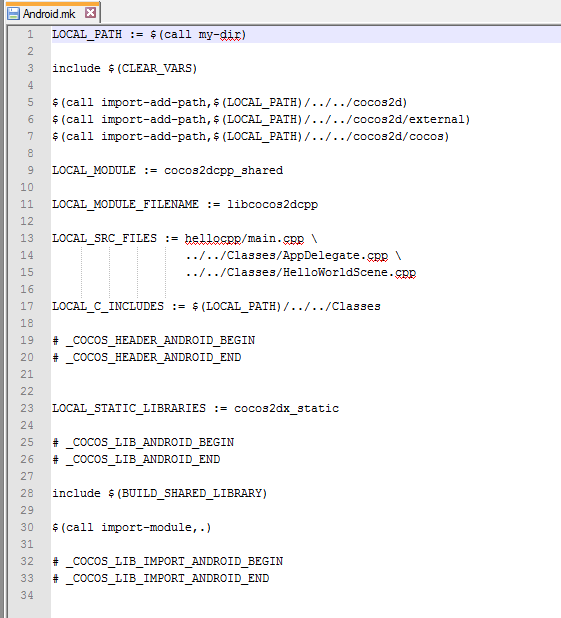 Android.mk
1 LOCAL_PATH := $(call my-dir)
2
3 include $(CLEAR_VARS)
4
5 $(call import-add-path,$(LOCAL_PATH)/../../cocos2d)
6 $(call import-add-path,$(LOCAL_PATH)/../../cocos2d/external)
7 $(call import-add-path,$(LOCAL_PATH)/../../cocos2d/cocos)
8
9 LOCAL_MODULE := cocos2dcpp_shared
10
11 LOCAL_MODULE_FILENAME := libcocos2dcpp
12
13 LOCAL_SRC_FILES := hellocpp/main.cpp \
14 ../../Classes/AppDelegate.cpp \
15 ../../Classes/HelloWorldScene.cpp
16
17 LOCAL_C_INCLUDES := $(LOCAL_PATH)/../../Classes
18
19 # _COCOS_HEADER_ANDROID_BEGIN
20 # _COCOS_HEADER_ANDROID_END
21
22
23 LOCAL_STATIC_LIBRARIES := cocos2dx_static
24
25 # _COCOS_LIB_ANDROID_BEGIN
26 # _COCOS_LIB_ANDROID_END
27
28 include $(BUILD_SHARED_LIBRARY)
29
30 $(call import-module,.)
31
32 # _COCOS_LIB_IMPORT_ANDROID_BEGIN
33 # _COCOS_LIB_IMPORT_ANDROID_END
34